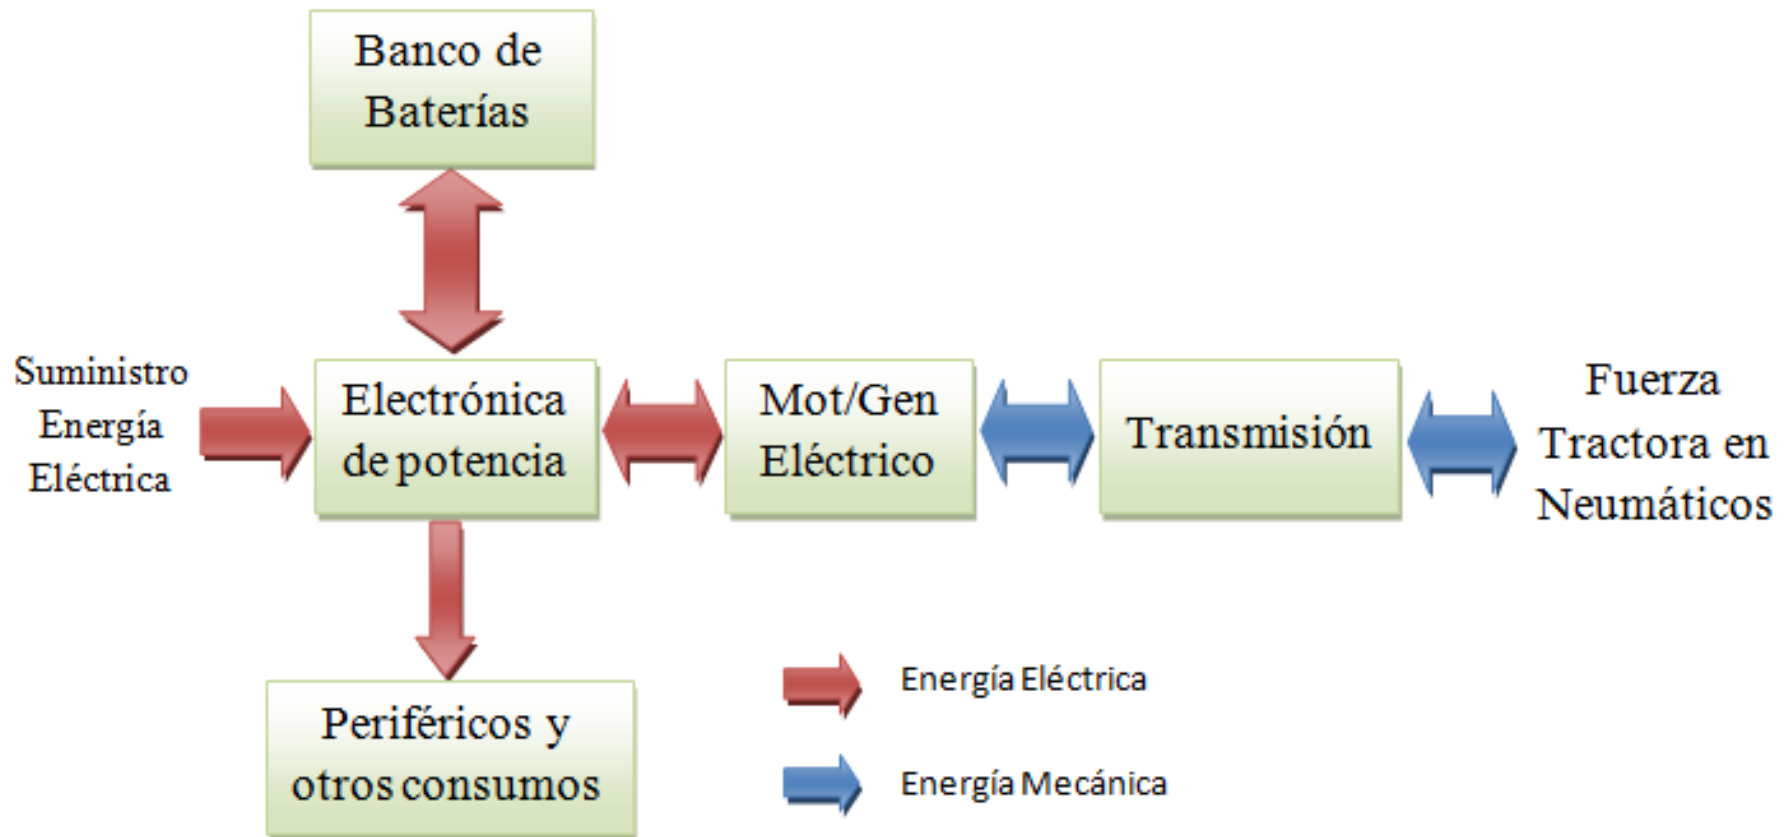 Banco de
Baterías
Suministro
Energía
Eléctrica
Electrónica
de potencia
Mot/Gen
Eléctrico
Transmisión
Fuerza
Tractora en
Neumáticos
Periféricos y
otros consumos
Energía Eléctrica
Energía Mecánica